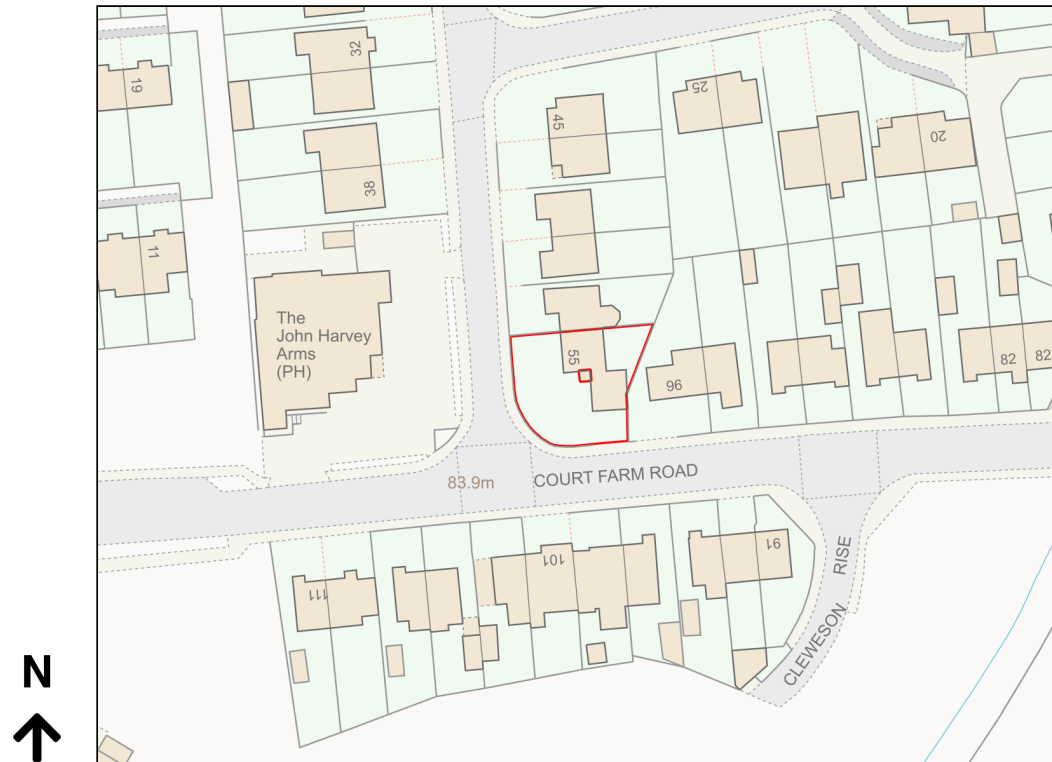 32
19
25
45
20
38
11
The
John Harvey
Arms
(PH)
55
96
82
82
COURT FARM ROAD
83.9m
91
101
RISE
111
CLEWESON
N